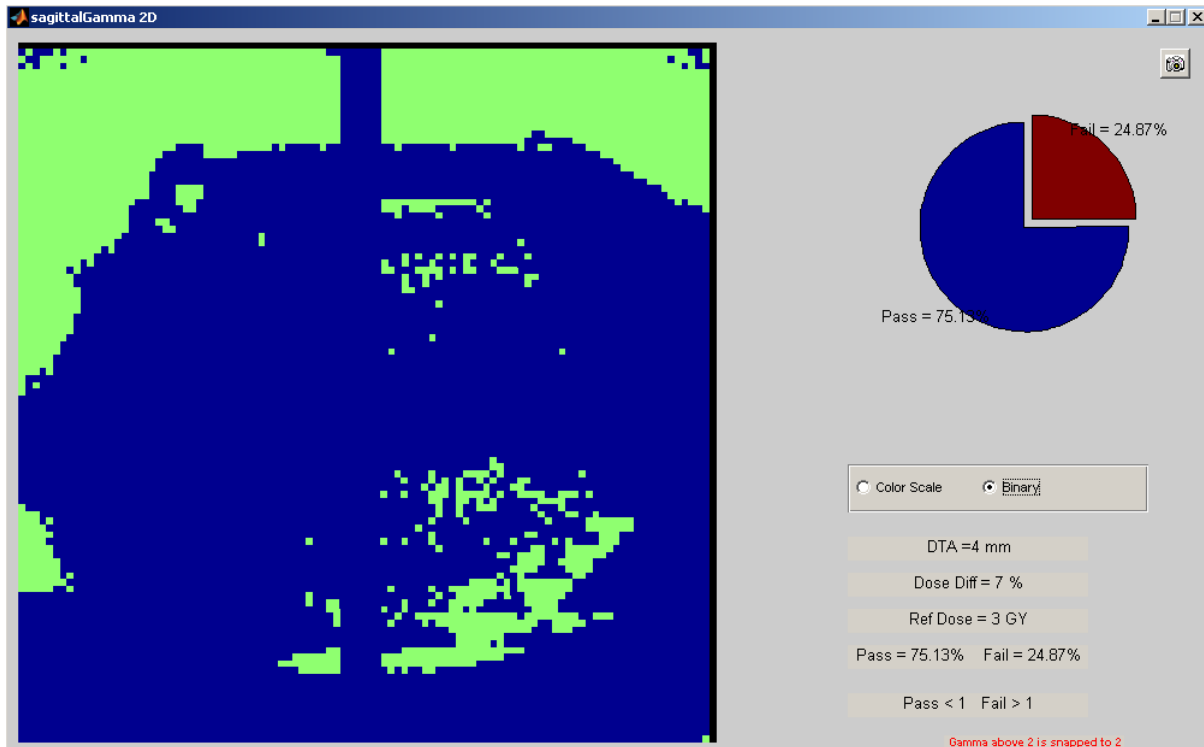 sagittalGamma 2D
Fail = 24.87%
Pass = 75.13%
Color Scale
Binary
DTA =4 mm
Dose Diff = 7 %
Ref Dose = 3 GY
Pass = 75.13% Fail = 24.87%
Pass < 1 Fail > 1
Gamma above 2 is snapped to 2